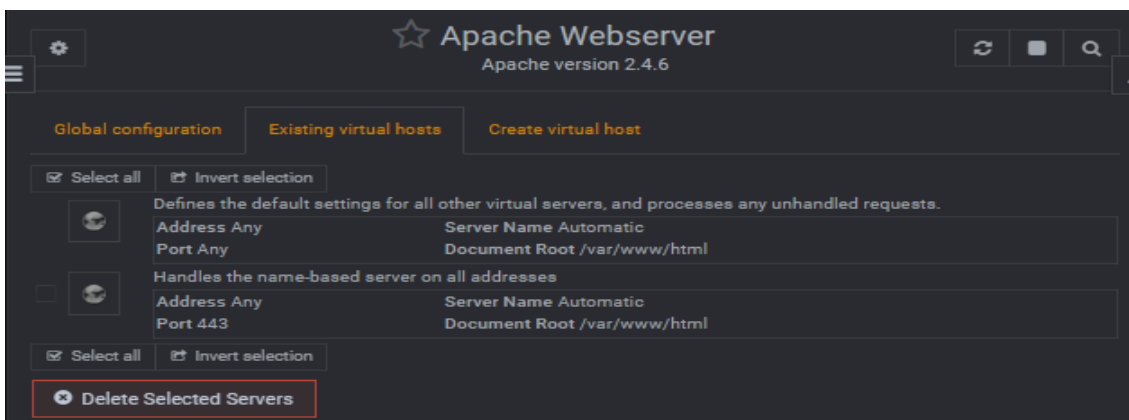 Apache Webserver
Apache version 2.4.6
Global configuration Existing virtual hosts Create virtual host
Select all Invert selection
Defines the default settings for all other virtual servers, and processes any unhandled requests.
Address Any Server Name Automatic
Port Any Document Root /var/www/html
Handles the name-based server on all addresses
Address Any Server Name Automatic
Port 443 Document Root /var/www/html
Select all Invert selection
Delete Selected Servers